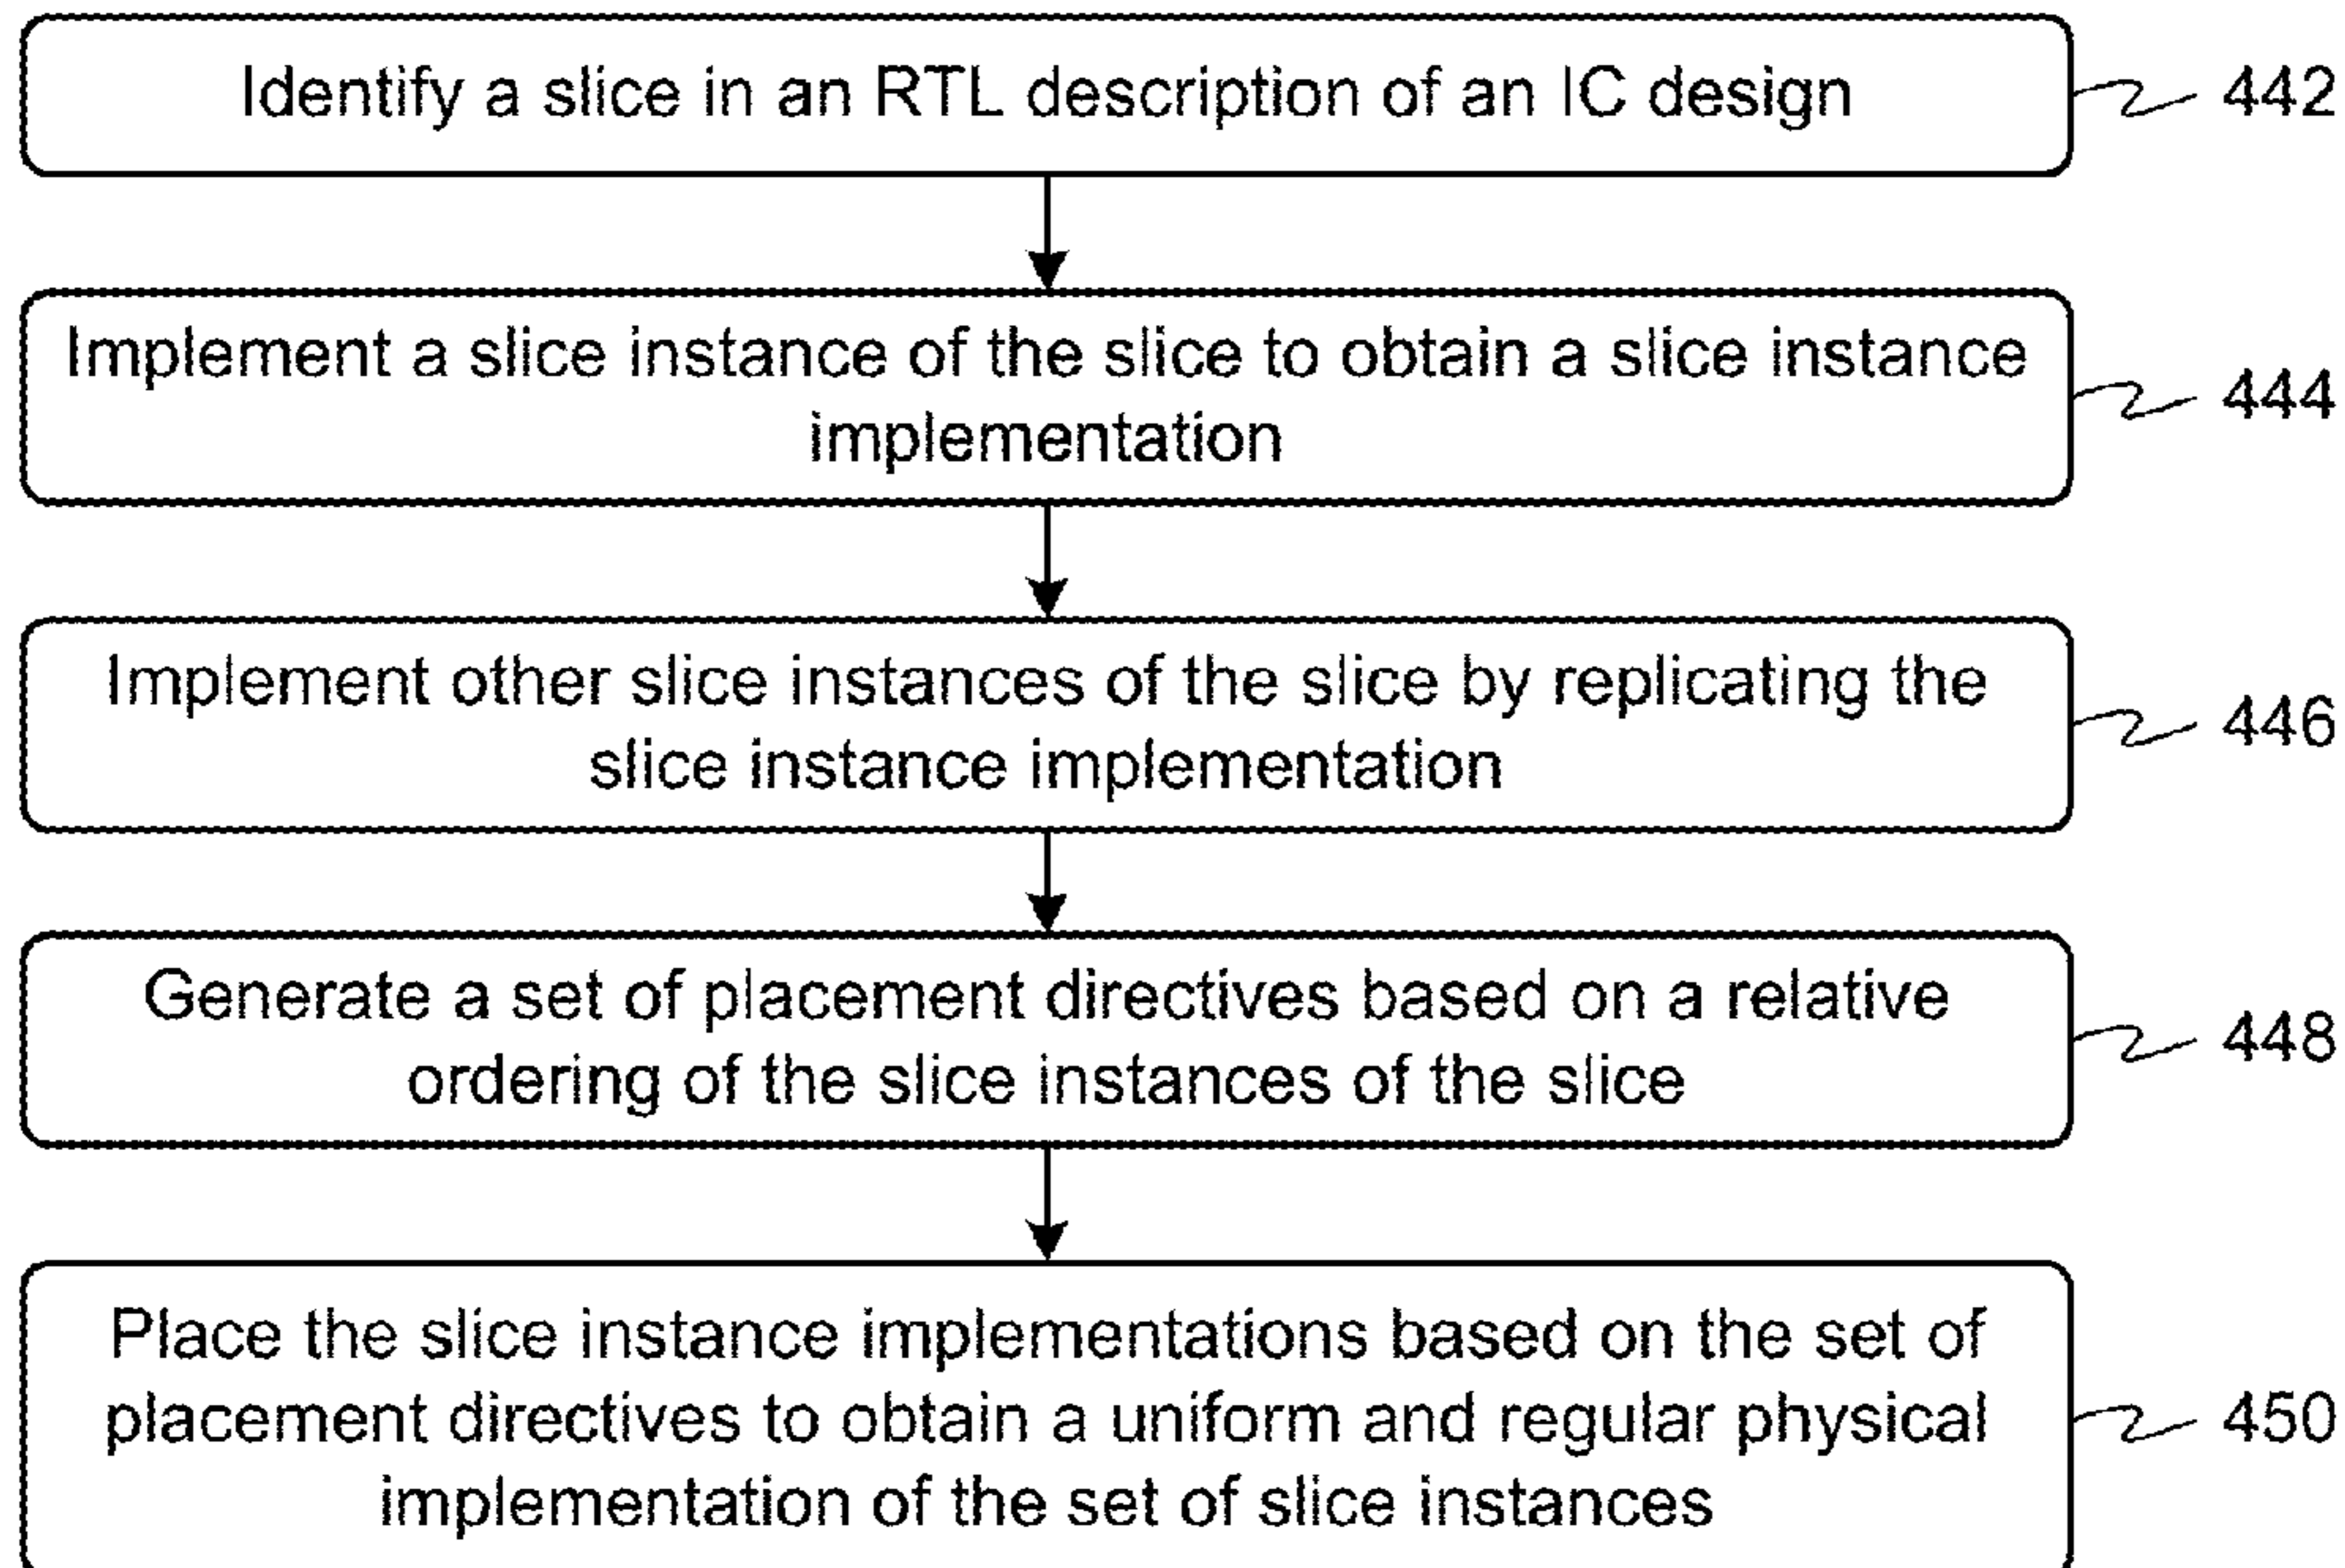 Identify a slice in an RTL description of an IC design
442
Implement a slice instance of the slice to obtain a slice instance
implementation
444
Implement other slice instances of the slice by replicating the
slice instance implementation
446
Generate a set of placement directives based on a relative
ordering of the slice instances of the slice
448
Place the slice instance implementations based on the set of
placement directives to obtain a uniform and regular physical
implementation of the set of slice instances
450